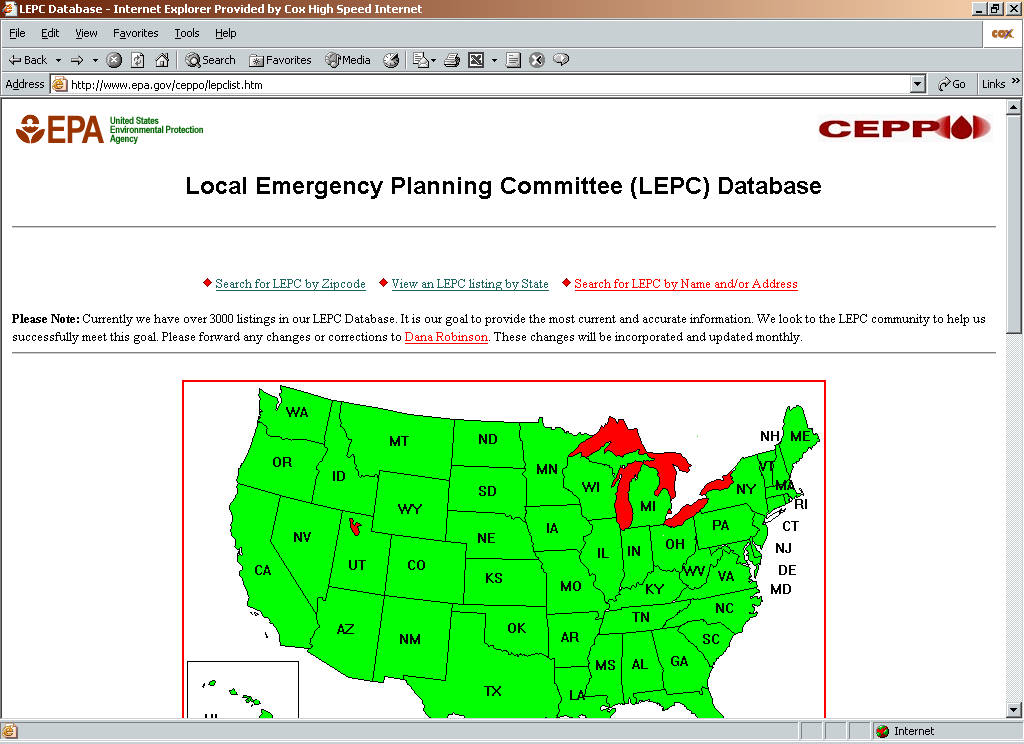 LEPC Database - Internet Explorer Provided by Cox High Speed Internet
File Edit View Favorites Tools Help
cox
Back Search Favorites Media
Address http://www.epa.gov/ceppo/lepclist.htm Go Links »
EPA United States
Environmental Protection
Agency
CEPPO
Local Emergency Planning Committee (LEPC) Database
Search for LEPC by Zipcode View an LEPC listing by State Search for LEPC by Name and/or Address
Please Note: Currently we have over 3000 listings in our LEPC Database. It is our goal to provide the most current and accurate information. We look to the LEPC community to help us
successfully meet this goal. Please forward any changes or corrections to Dana Robinson. These changes will be incorporated and updated monthly.
WA
MT ND NH ME
OR ID MN VT
SD WI NY MA
WY MI RI
NV NE IA PA CT
UT CO IL IN OH NJ
CA KS MO WV VA DE
KY MD
AZ NM OK AR TN NC
SC
MS AL GA
TX LA
HI
Internet